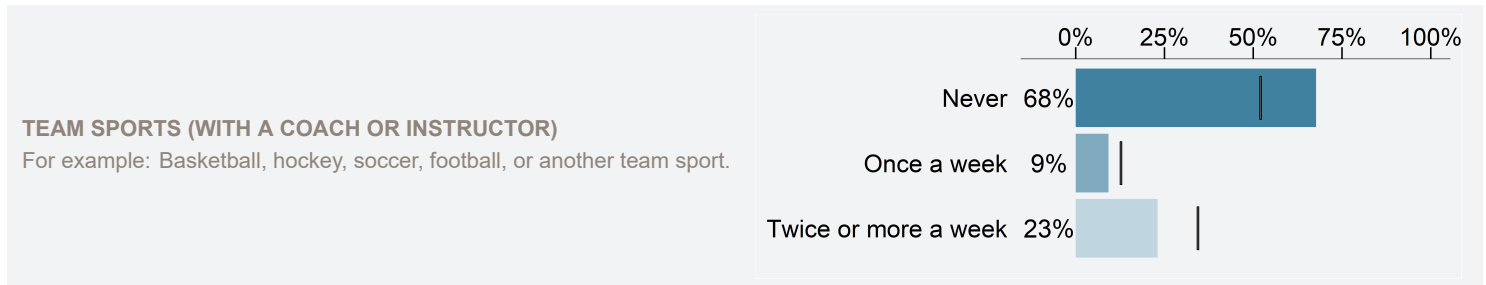 0% 25% 50% 75% 100%
Never 68%
TEAM SPORTS (WITH A COACH OR INSTRUCTOR)
For example: Basketball, hockey, soccer, football, or another team sport.
Once a week 9%
Twice or more a week 23%